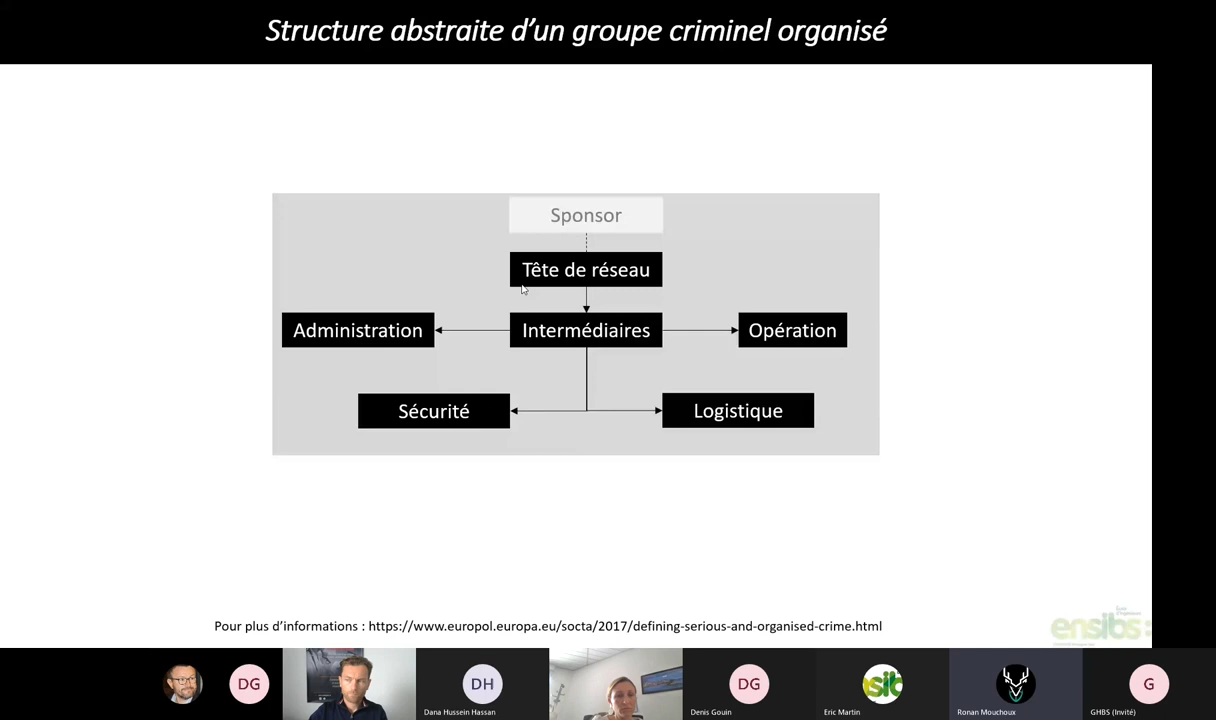 Structure abstraite d’un groupe criminel organisé
Sponsor
Tête de réseau
Administration
Intermédiaires
Opération
Sécurité
Logistique
Pour plus d’informations : https://www.europol.europa.eu/socta/2017/defining-serious-and-organised-crime.html
ensibs:
DG
DH
Dana Hussein Hassan
DG
Denis Gouin
sib
Eric Martin
Ronan Mouchoux
G
GHBS (Invité)